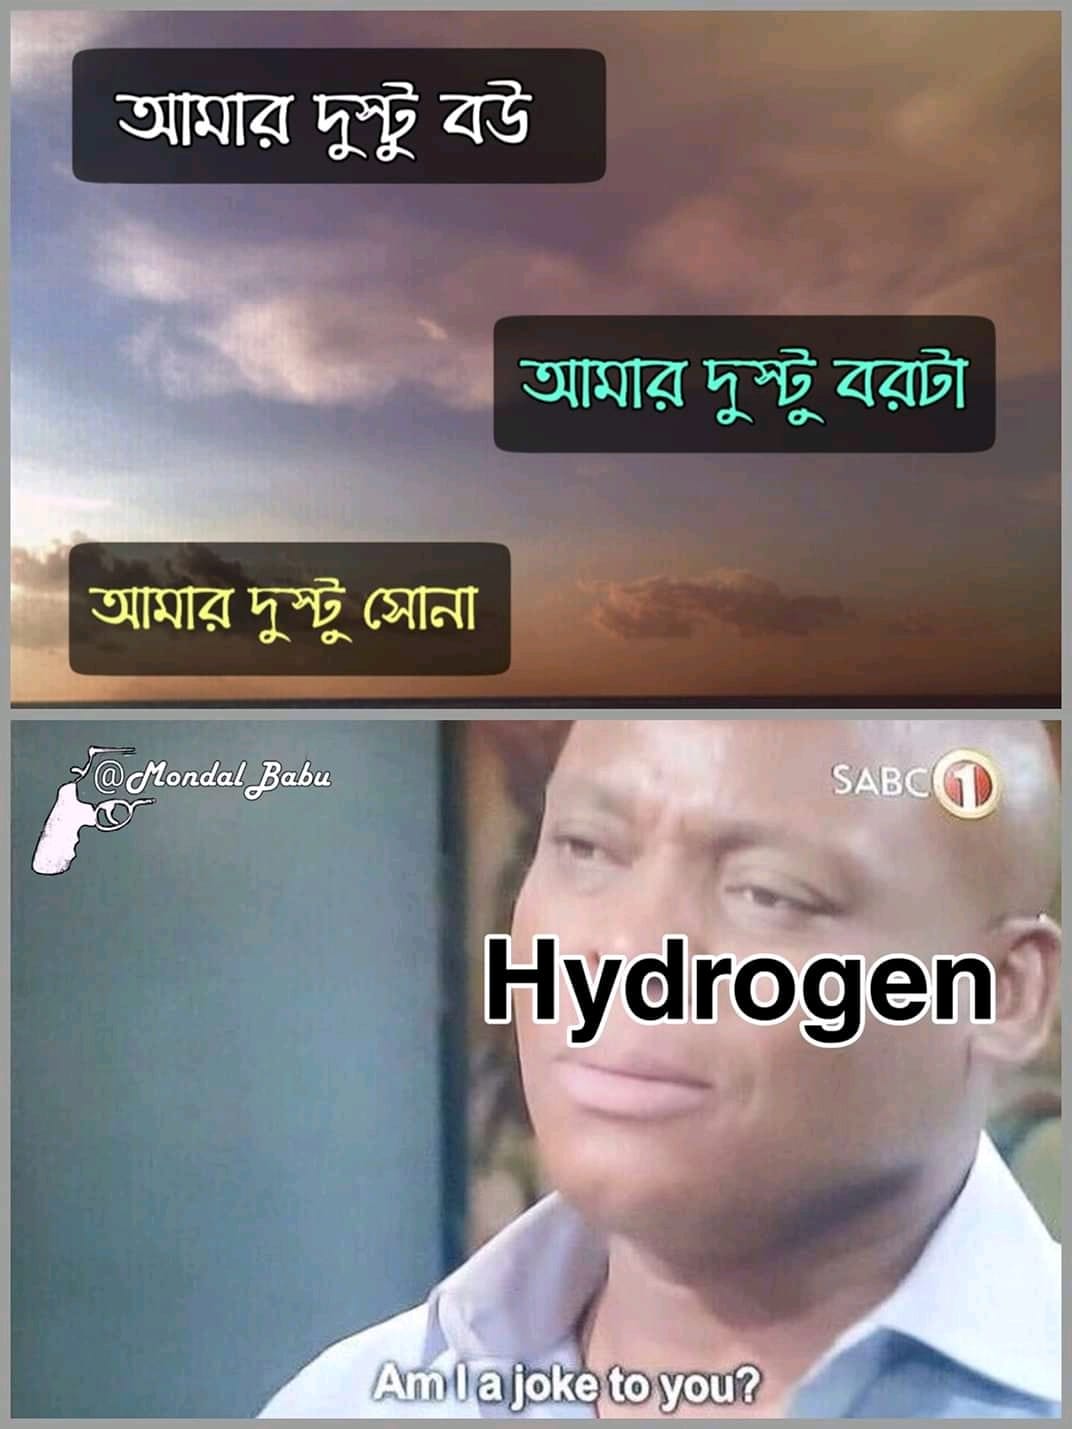 আমার দুস্টু বউ
আমার দুস্টু বরটা
আমার দুস্টু সোনা
@Mondal_Babu
SABC 1
Hydrogen
Am I a joke to you?